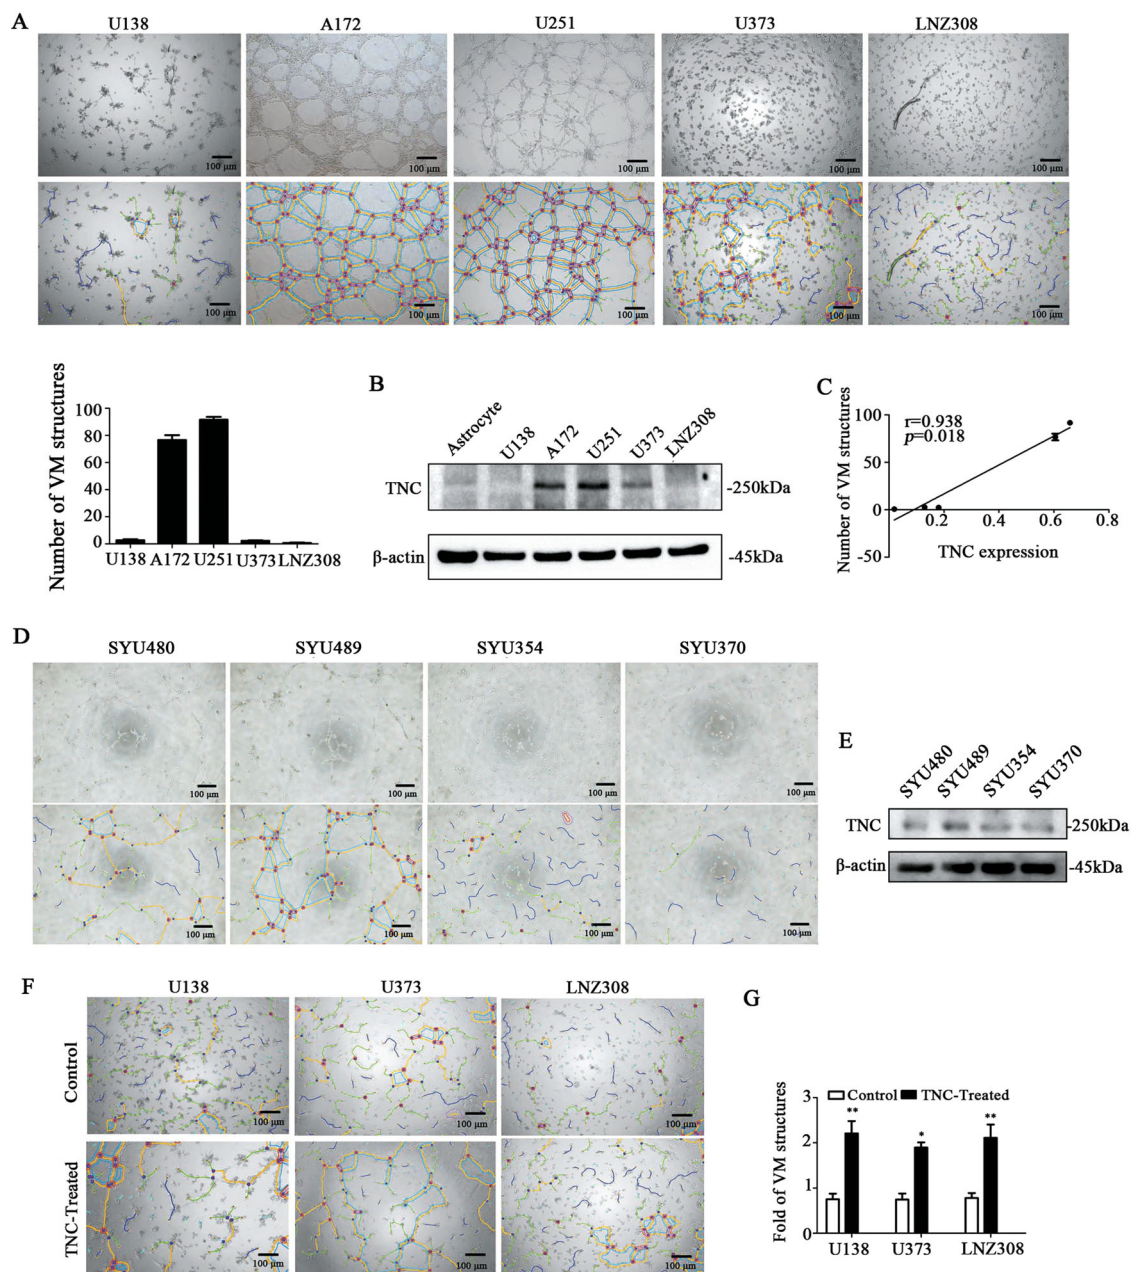 A
U138 A172 U251 U373 LNZ308
100 μm 100 μm 100 μm 100 μm 100 μm
100 μm 100 μm 100 μm 100 μm 100 μm
Number of VM structures
100
80
60
40
20
0
U138 A172 U251 U373 LNZ308
B
Astrocyte U138 A172 U251 U373 LNZ308
TNC -250kDa
β-actin -45kDa
C
Number of VM structures
r=0.938
p=0.018
100
50
0
-50
0.2 0.4 0.6 0.8
TNC expression
D
SYU480 SYU489 SYU354 SYU370
100 μm 100 μm 100 μm 100 μm
100 μm 100 μm 100 μm 100 μm
E
SYU480 SYU489 SYU354 SYU370
TNC -250kDa
β-actin -45kDa
F
U138 U373 LNZ308
Control
100 μm 100 μm 100 μm
TNC-Treated
100 μm 100 μm 100 μm
G
Control TNC-Treated
Fold of VM structures
3
2
1
0
** * **
U138 U373 LNZ308